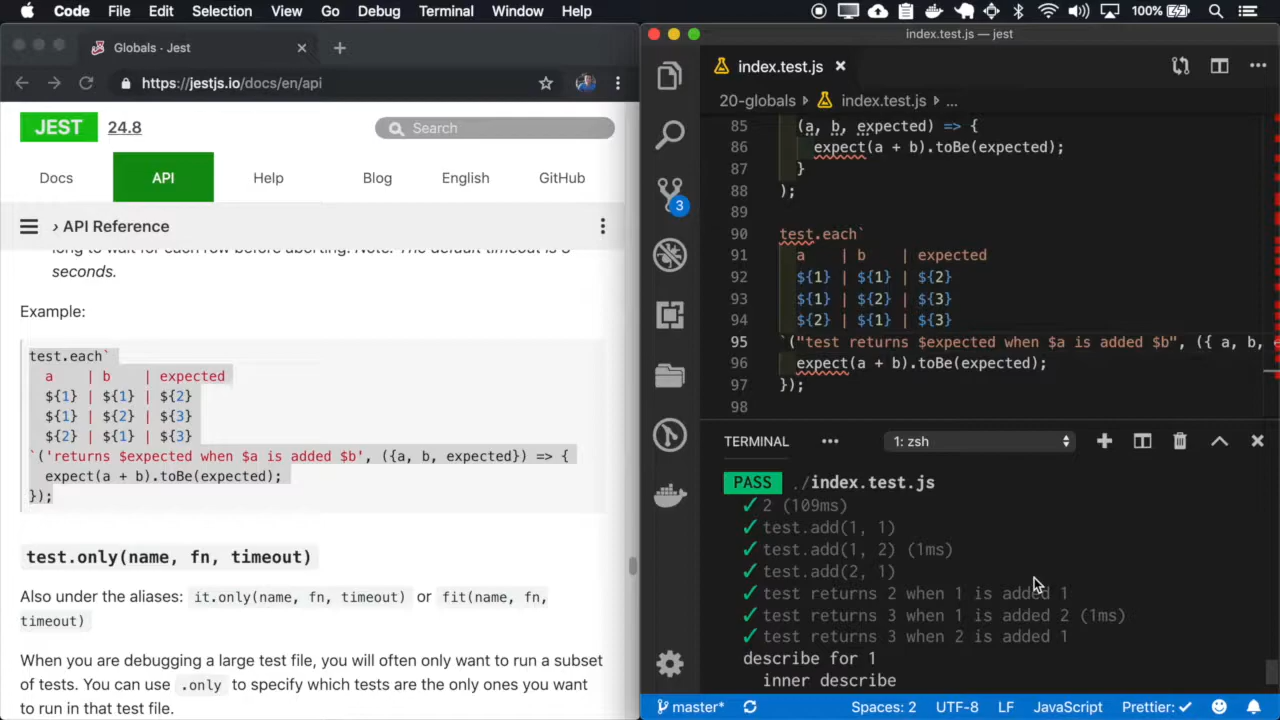 Code File Edit Selection View Go Debug Terminal Window Help 100%
Globals · Jest
https://jestjs.io/docs/en/api
JEST 24.8 Search
Docs API Help Blog English GitHub
› API Reference
seconds.
Example:
test.each`
a | b | expected
${1} | ${1} | ${2}
${1} | ${2} | ${3}
${2} | ${1} | ${3}
`('returns $expected when $a is added $b', ({a, b, expected}) => {
expect(a + b).toBe(expected);
});
test.only(name, fn, timeout)
Also under the aliases: it.only(name, fn, timeout) or fit(name, fn,
timeout)
When you are debugging a large test file, you will often only want to run a subset
of tests. You can use .only to specify which tests are the only ones you want
to run in that test file.
index.test.js — jest
index.test.js
20-globals index.test.js ...
3
85 (a, b, expected) => {
86 expect(a + b).toBe(expected);
87 }
88 );
89
90 test.each`
91 a | b | expected
92 ${1} | ${1} | ${2}
93 ${1} | ${2} | ${3}
94 ${2} | ${1} | ${3}
95 `("test returns $expected when $a is added $b", ({ a, b, e
96 expect(a + b).toBe(expected);
97 });
98
TERMINAL ... 1: zsh
PASS ./index.test.js
✓ 2 (109ms)
✓ test.add(1, 1)
✓ test.add(1, 2) (1ms)
✓ test.add(2, 1)
✓ test returns 2 when 1 is added 1
✓ test returns 3 when 1 is added 2 (1ms)
✓ test returns 3 when 2 is added 1
describe for 1
inner describe
master* Spaces: 2 UTF-8 LF JavaScript Prettier: ✓